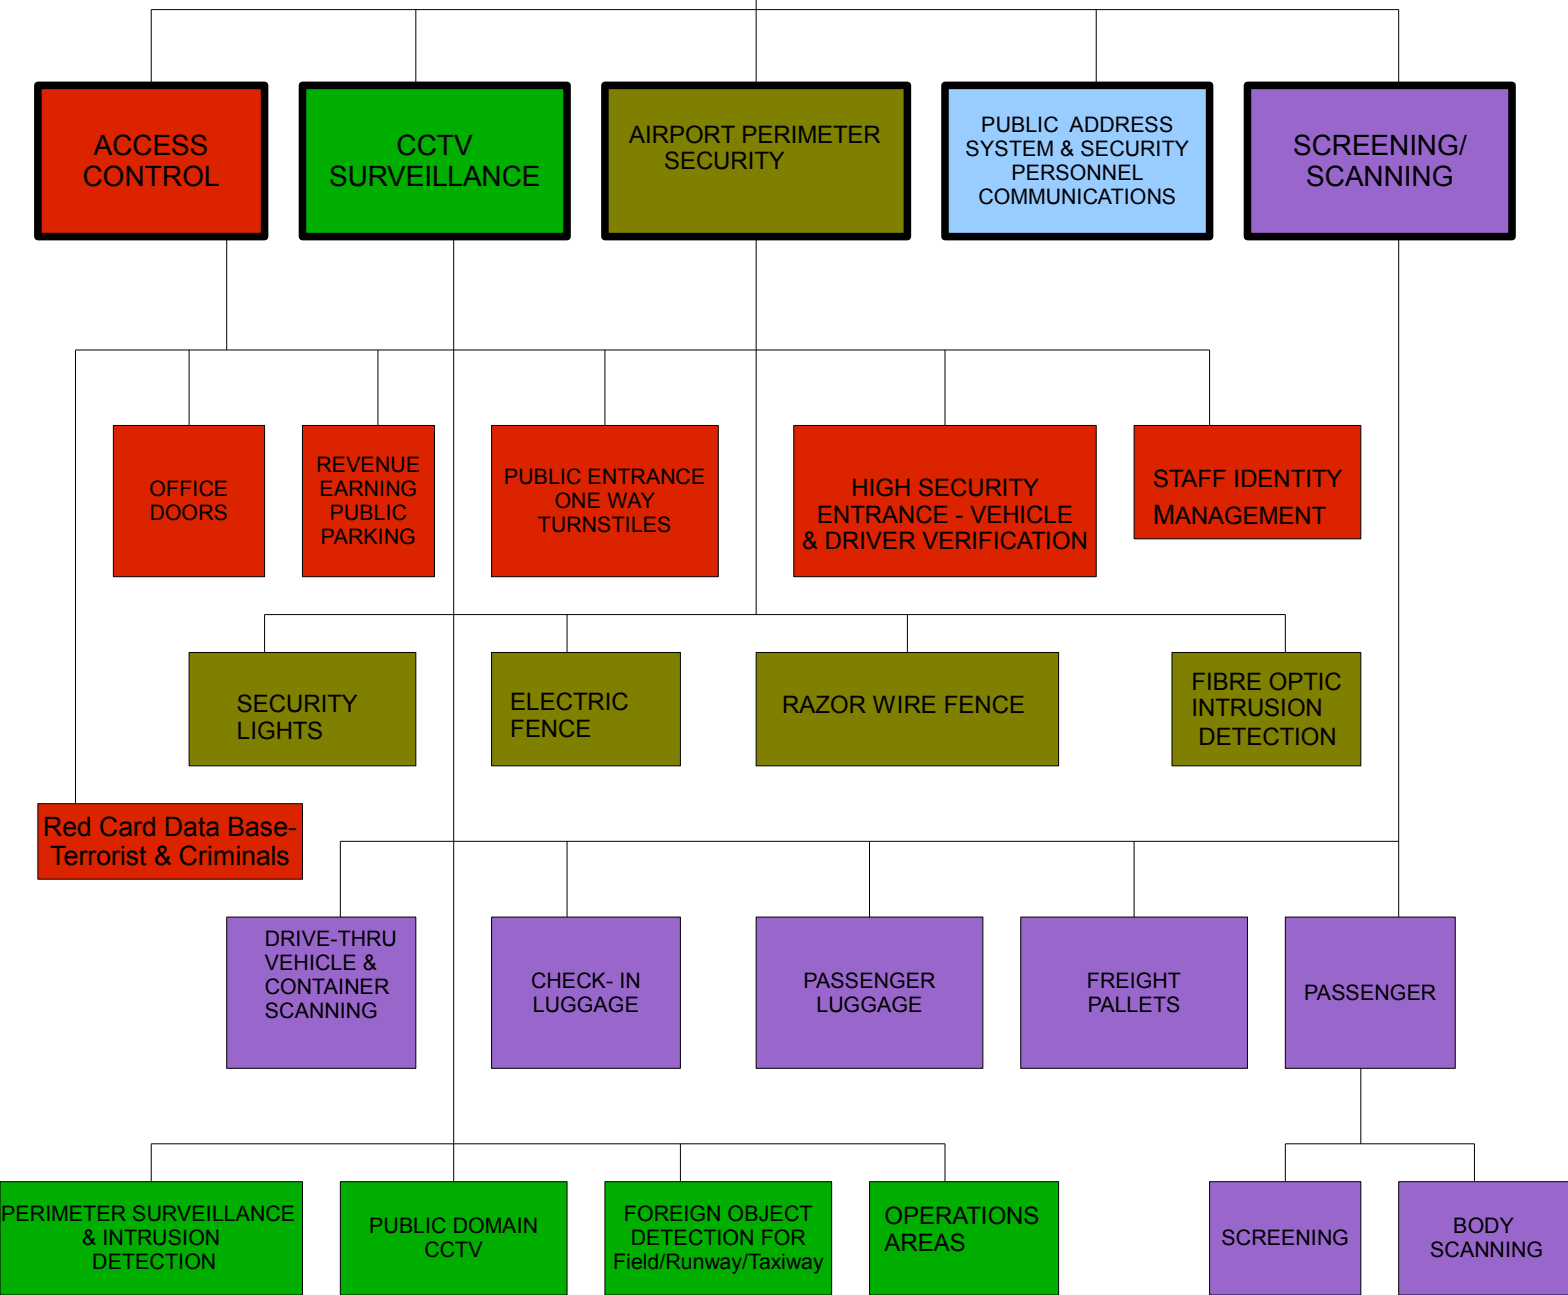 ACCESS
CONTROL
CCTV
SURVEILLANCE
AIRPORT PERIMETER
SECURITY
PUBLIC ADDRESS
SYSTEM & SECURITY
PERSONNEL
COMMUNICATIONS
SCREENING/
SCANNING
OFFICE
DOORS
REVENUE
EARNING
PUBLIC
PARKING
PUBLIC ENTRANCE
ONE WAY
TURNSTILES
HIGH SECURITY
ENTRANCE - VEHICLE
& DRIVER VERIFICATION
STAFF IDENTITY
MANAGEMENT
SECURITY
LIGHTS
ELECTRIC
FENCE
RAZOR WIRE FENCE
FIBRE OPTIC
INTRUSION
DETECTION
Red Card Data Base-
Terrorist & Criminals
DRIVE-THRU
VEHICLE &
CONTAINER
SCANNING
CHECK- IN
LUGGAGE
PASSENGER
LUGGAGE
FREIGHT
PALLETS
PASSENGER
PERIMETER SURVEILLANCE
& INTRUSION
DETECTION
PUBLIC DOMAIN
CCTV
FOREIGN OBJECT
DETECTION FOR
Field/Runway/Taxiway
OPERATIONS
AREAS
SCREENING
BODY
SCANNING